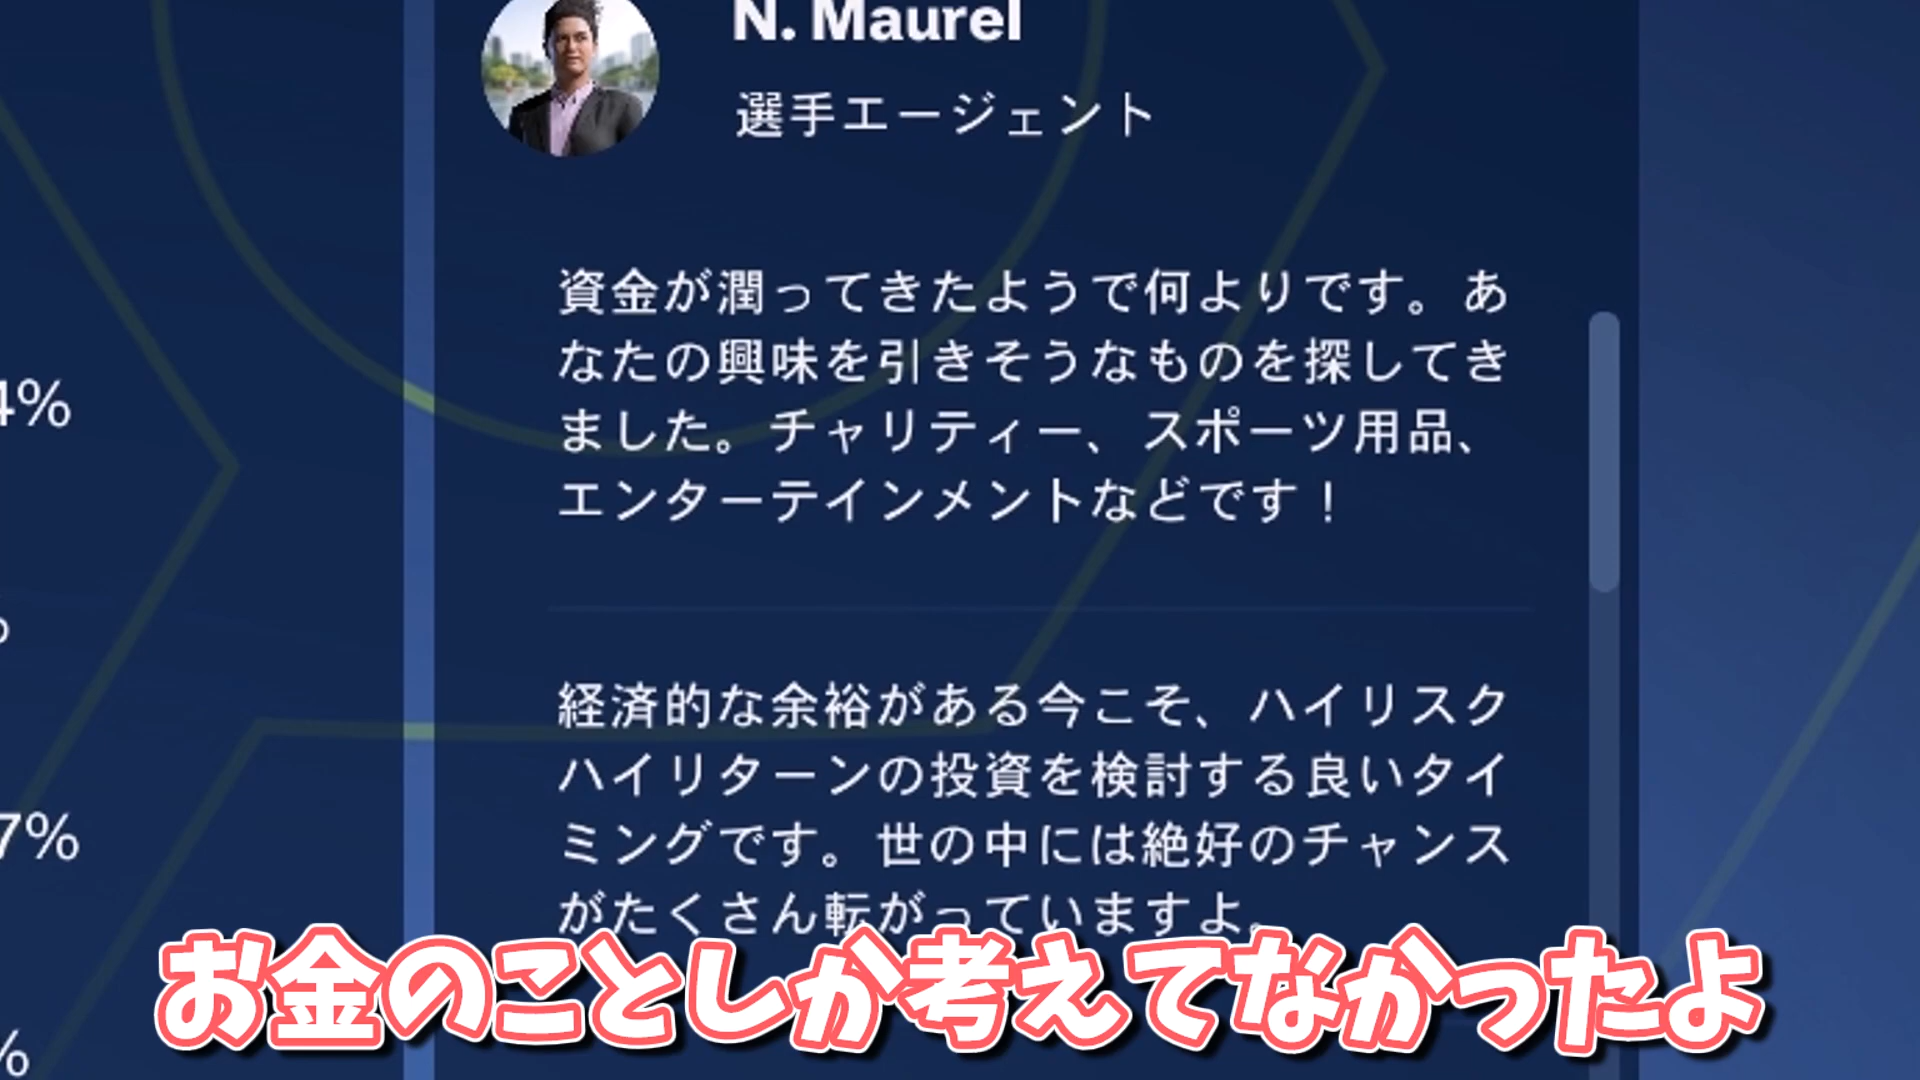 N. Maurel
選手エージェント
資金が潤ってきたようで何よりです。あ
なたの興味を引きそうなものを探してき
ました。チャリティー、スポーツ用品、
エンターテインメントなどです！
経済的な余裕がある今こそ、ハイリスク
ハイリターンの投資を検討する良いタイ
ミングです。世の中には絶好のチャンス
がたくさん転がっていますよ。
4%
7%
%
お金のことしか考えてなかったよ